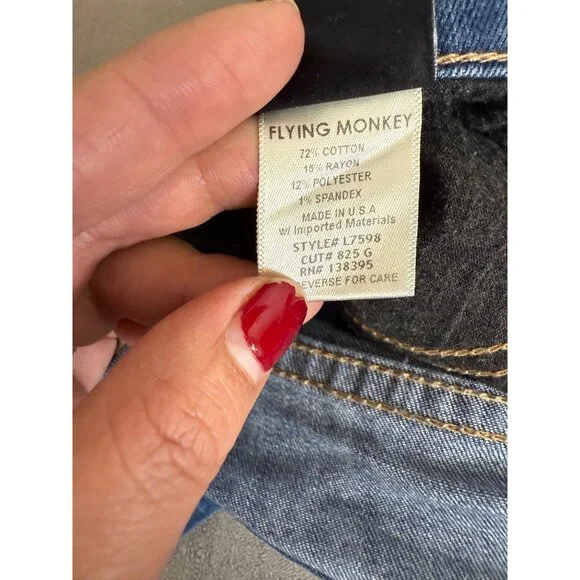 FLYING MONKEY
72% COTTON
15% RAYON
12% POLYESTER
1% SPANDEX
MADE IN U.S.A
w/ Imported Materials
STYLE# L7598
CUT# 825 G
RN# 138395
EVERSE FOR CARE